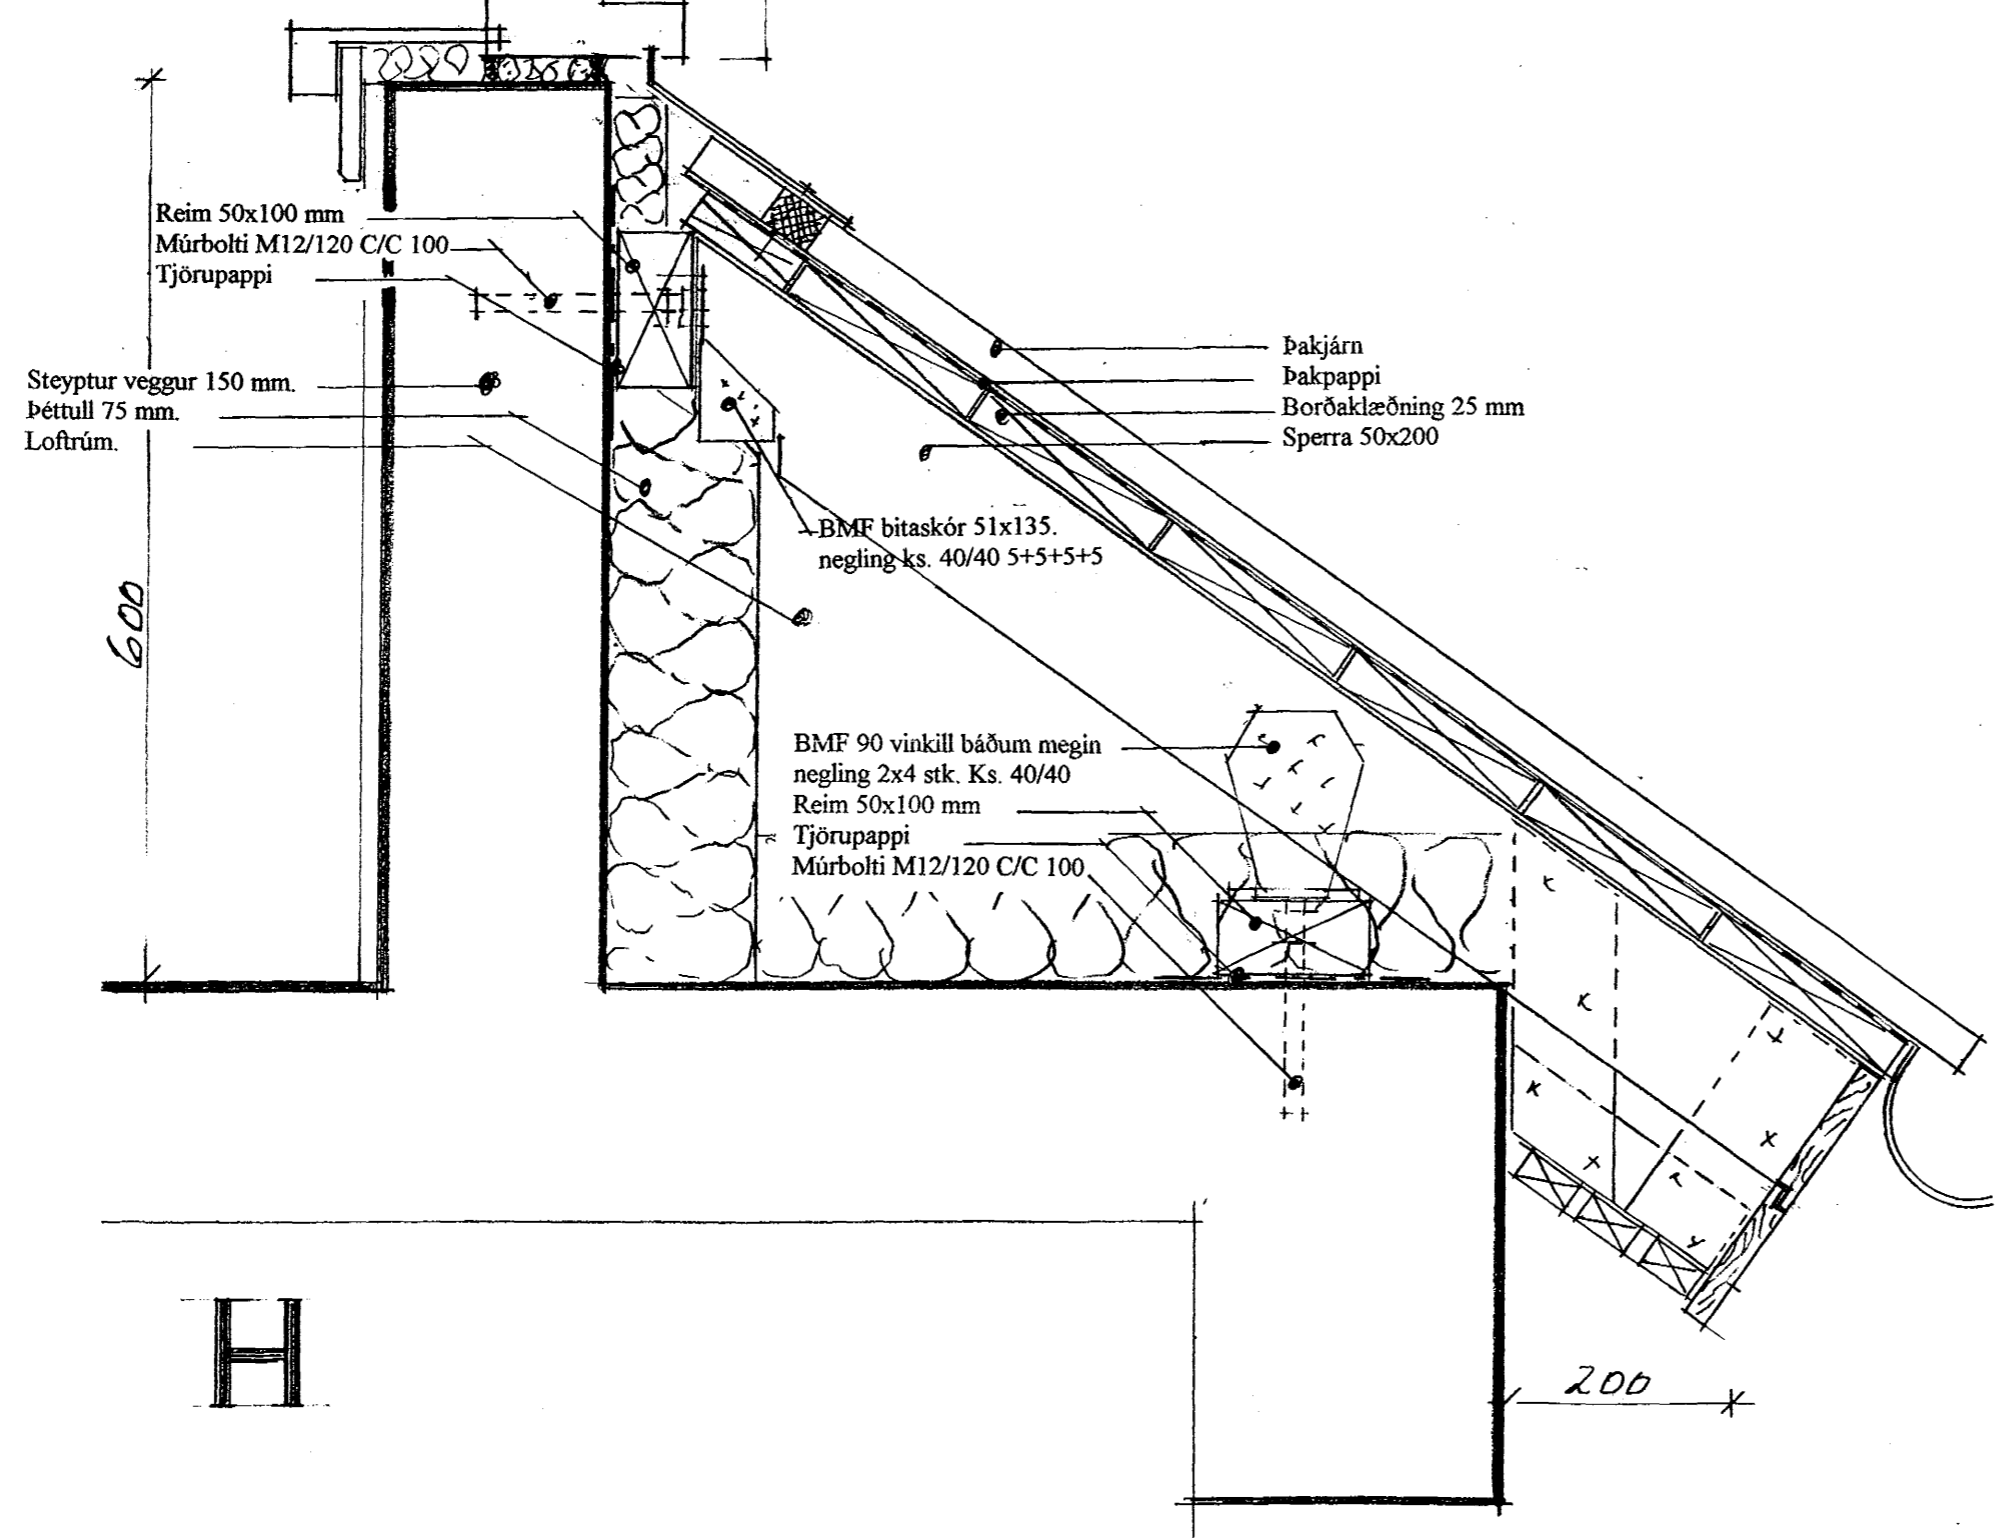 Reim 50x100 mm
Múrbolti M12/120 C/C 100
Tjörupappi
Steyptur veggur 150 mm.
Þéttull 75 mm.
Loftrúm.
600
Þakjárn
Þakpappi
Borðaklæðning 25 mm
Sperra 50x200
BMF bitaskór 51x135.
negling ks. 40/40 5+5+5+5
BMF 90 vinkill báðum megin
negling 2x4 stk. Ks. 40/40
Reim 50x100 mm
Tjörupappi
Múrbolti M12/120 C/C 100
H
200